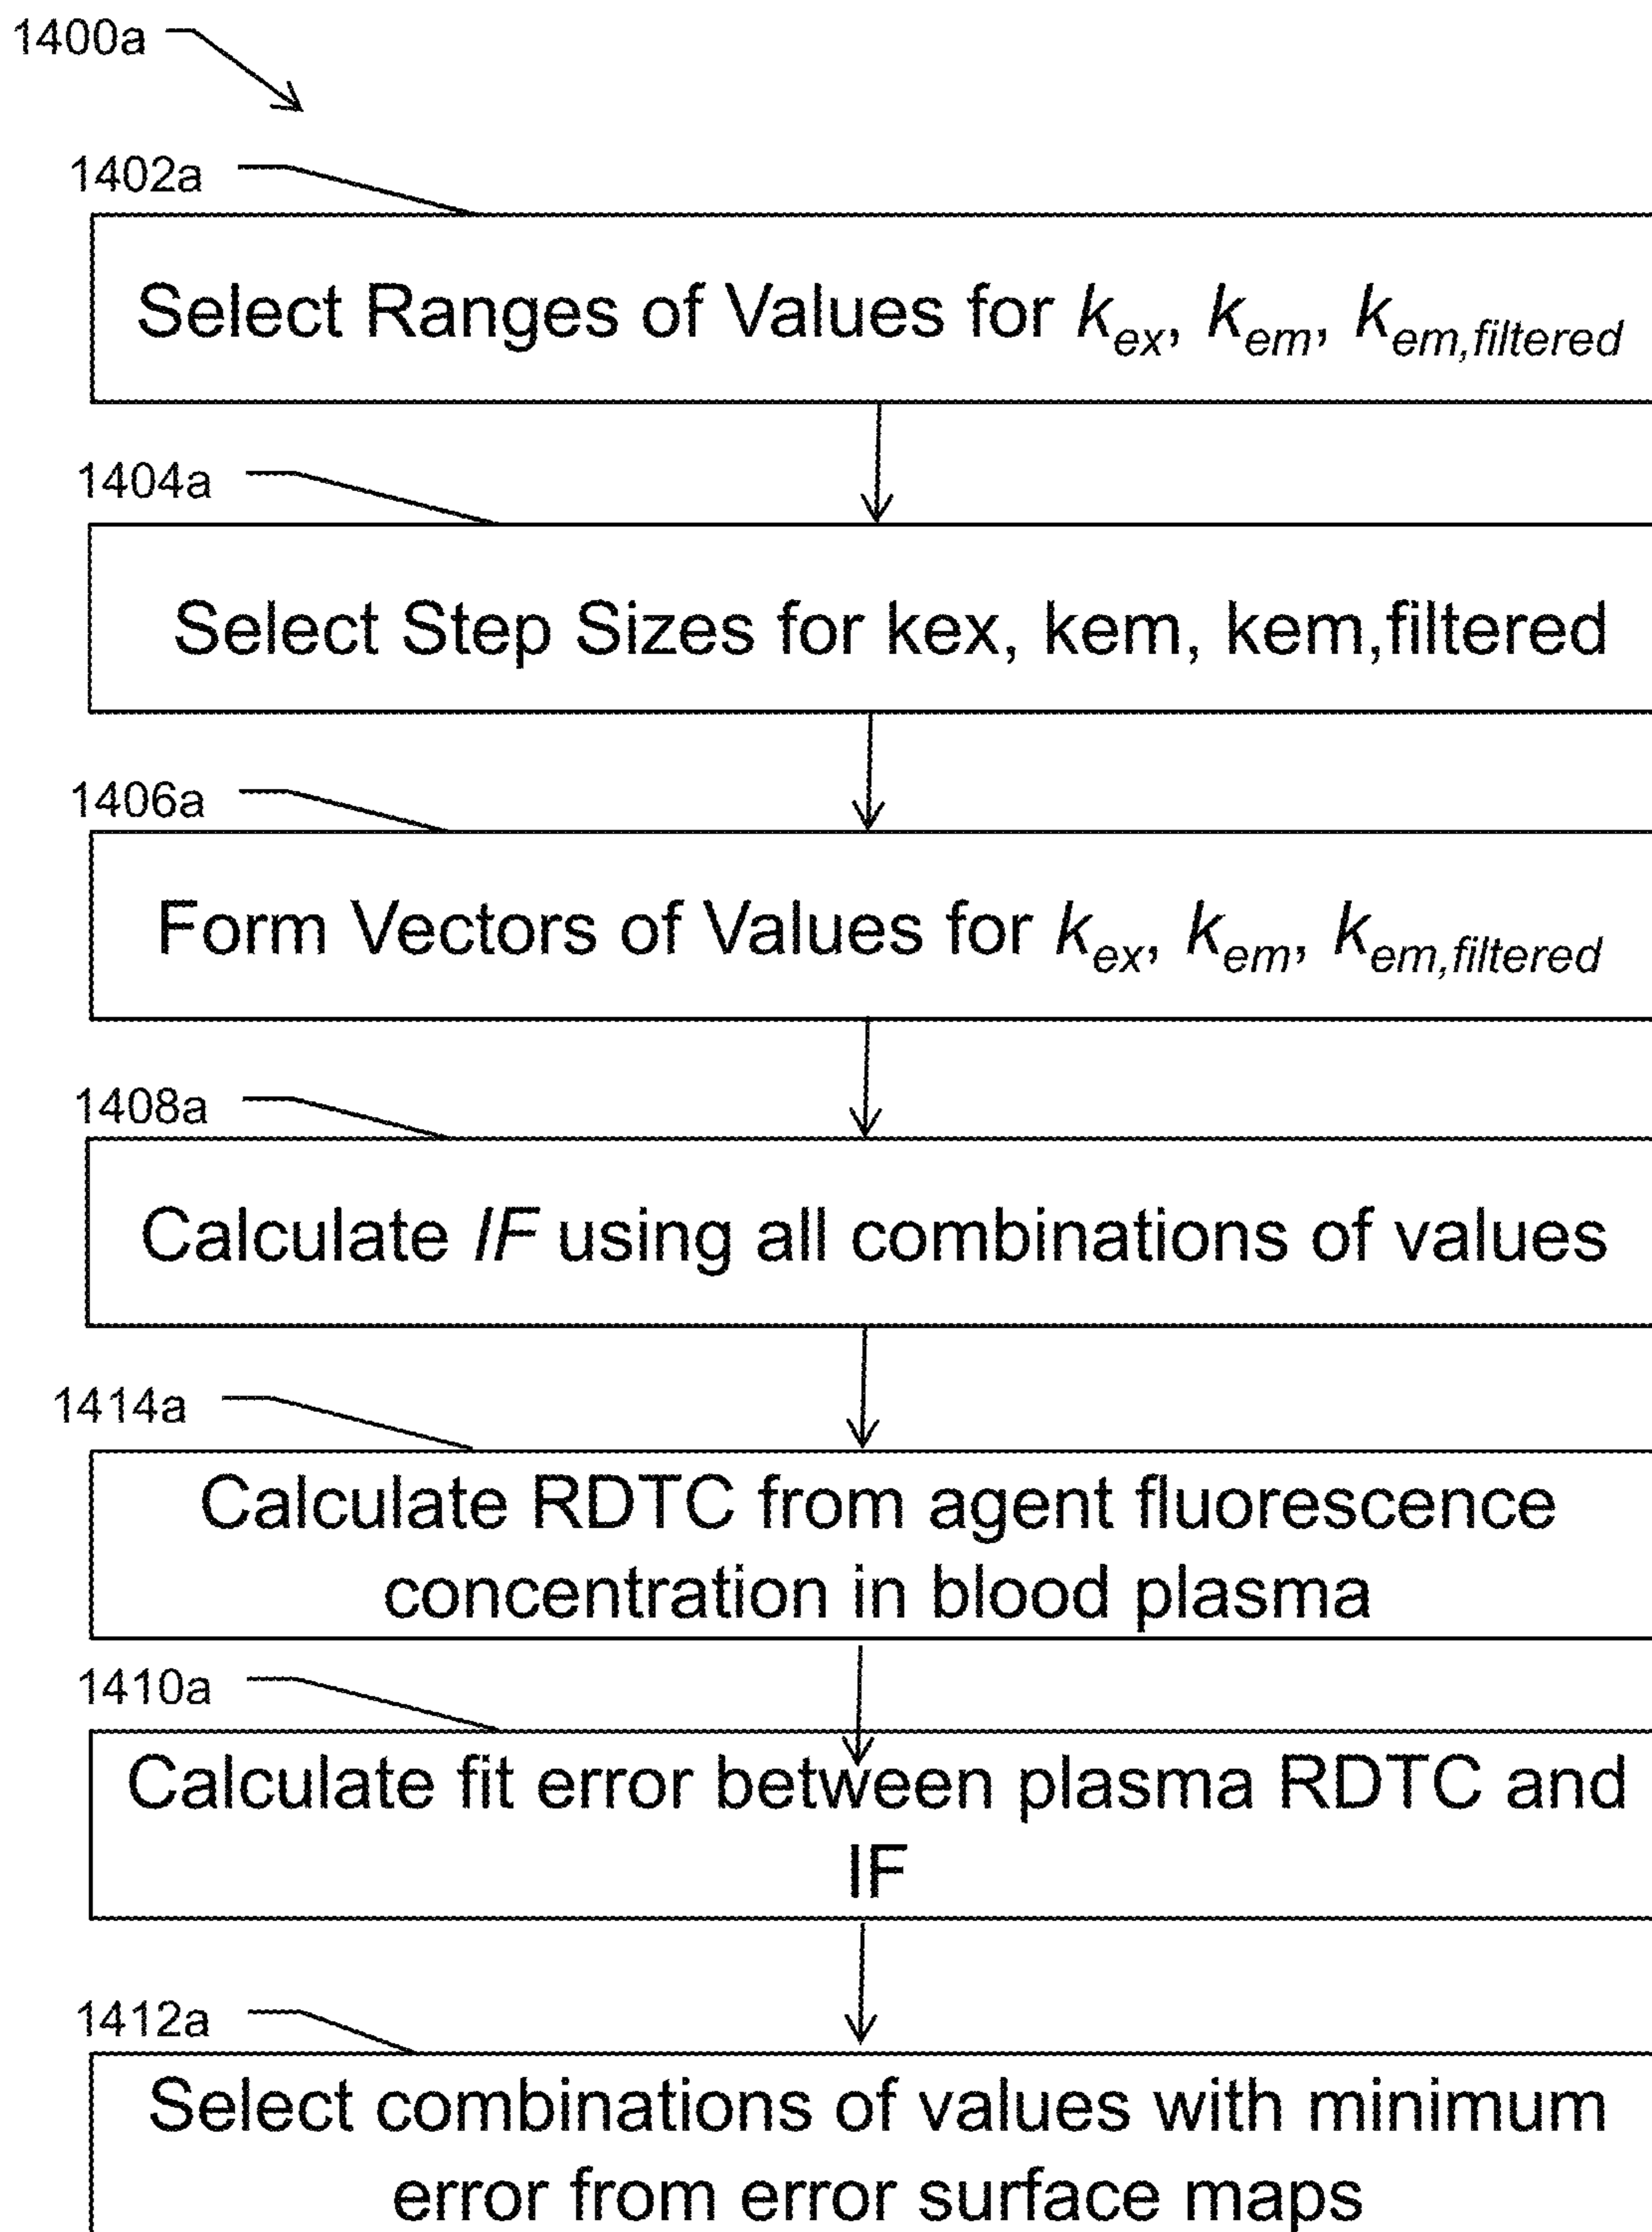 1400a
1402a
Select Ranges of Values for kex, kem, kem,filtered
1404a
Select Step Sizes for kex, kem, kem,filtered
1406a
Form Vectors of Values for kex, kem, kem,filtered
1408a
Calculate IF using all combinations of values
1414a
Calculate RDTC from agent fluorescence
concentration in blood plasma
1410a
Calculate fit error between plasma RDTC and
IF
1412a
Select combinations of values with minimum
error from error surface maps